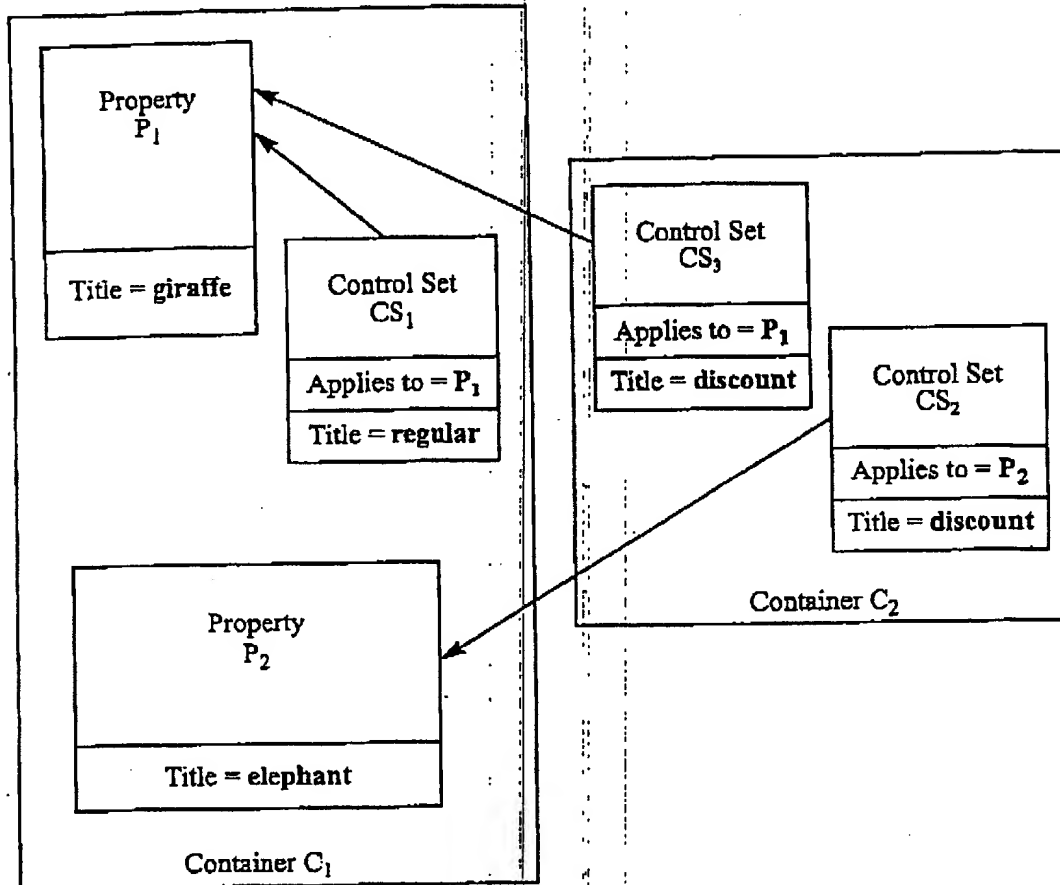 Property
P₁
Title = giraffe
Control Set
CS₁
Applies to = P₁
Title = regular
Property
P₂
Title = elephant
Container C₁
Control Set
CS₃
Applies to = P₁
Title = discount
Control Set
CS₂
Applies to = P₂
Title = discount
Container C₂